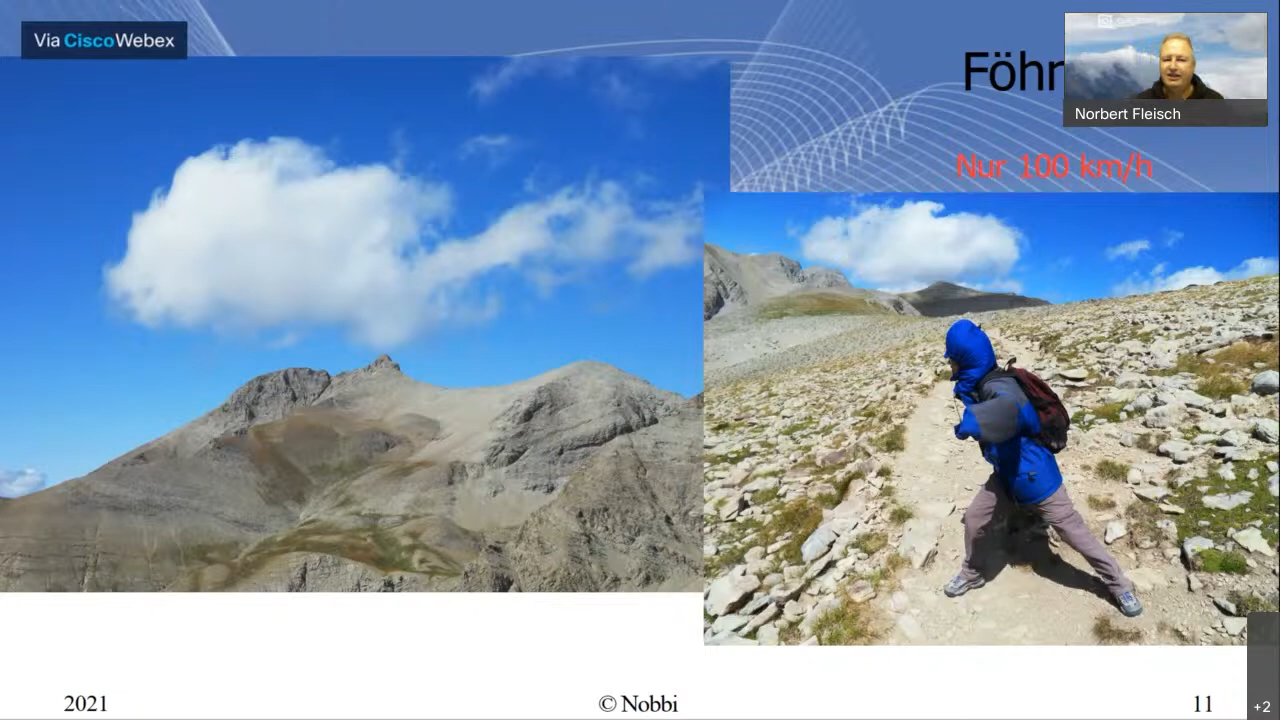 Via CiscoWebex
Föhn
Norbert Fleisch
Nur 100 km/h
2021
© Nobbi
11
+2